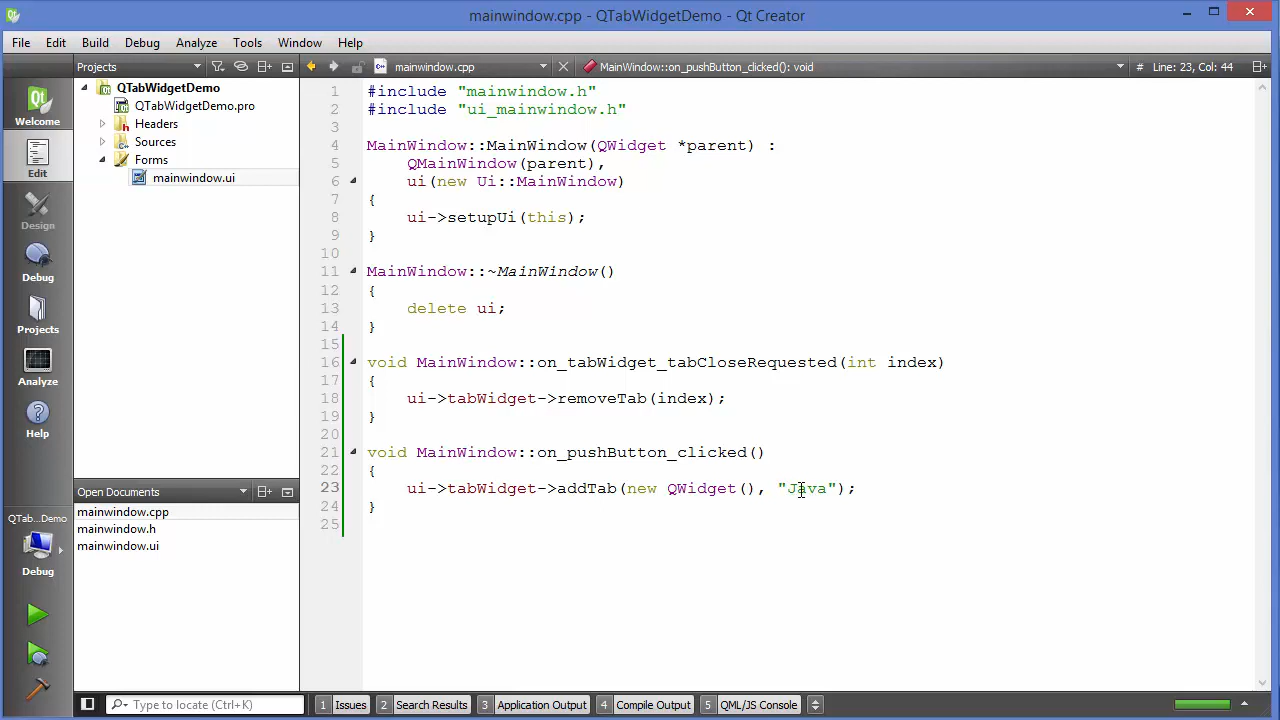 mainwindow.cpp - QTabWidgetDemo - Qt Creator
File Edit Build Debug Analyze Tools Window Help
Projects mainwindow.cpp MainWindow::on_pushButton_clicked(): void # Line: 23, Col: 44
Qt
Welcome
Edit
Design
Debug
Projects
Analyze
Help
QTab...Demo
Debug
QTabWidgetDemo
QTabWidgetDemo.pro
Headers
Sources
Forms
mainwindow.ui
Open Documents
mainwindow.cpp
mainwindow.h
mainwindow.ui
1 #include "mainwindow.h"
2 #include "ui_mainwindow.h"
3
4 MainWindow::MainWindow(QWidget *parent) :
5 QMainWindow(parent),
6 ui(new Ui::MainWindow)
7 {
8 ui->setupUi(this);
9 }
10
11 MainWindow::~MainWindow()
12 {
13 delete ui;
14 }
15
16 void MainWindow::on_tabWidget_tabCloseRequested(int index)
17 {
18 ui->tabWidget->removeTab(index);
19 }
20
21 void MainWindow::on_pushButton_clicked()
22 {
23 ui->tabWidget->addTab(new QWidget(), "Java");
24 }
25
Type to locate (Ctrl+K) 1 Issues 2 Search Results 3 Application Output 4 Compile Output 5 QML/JS Console